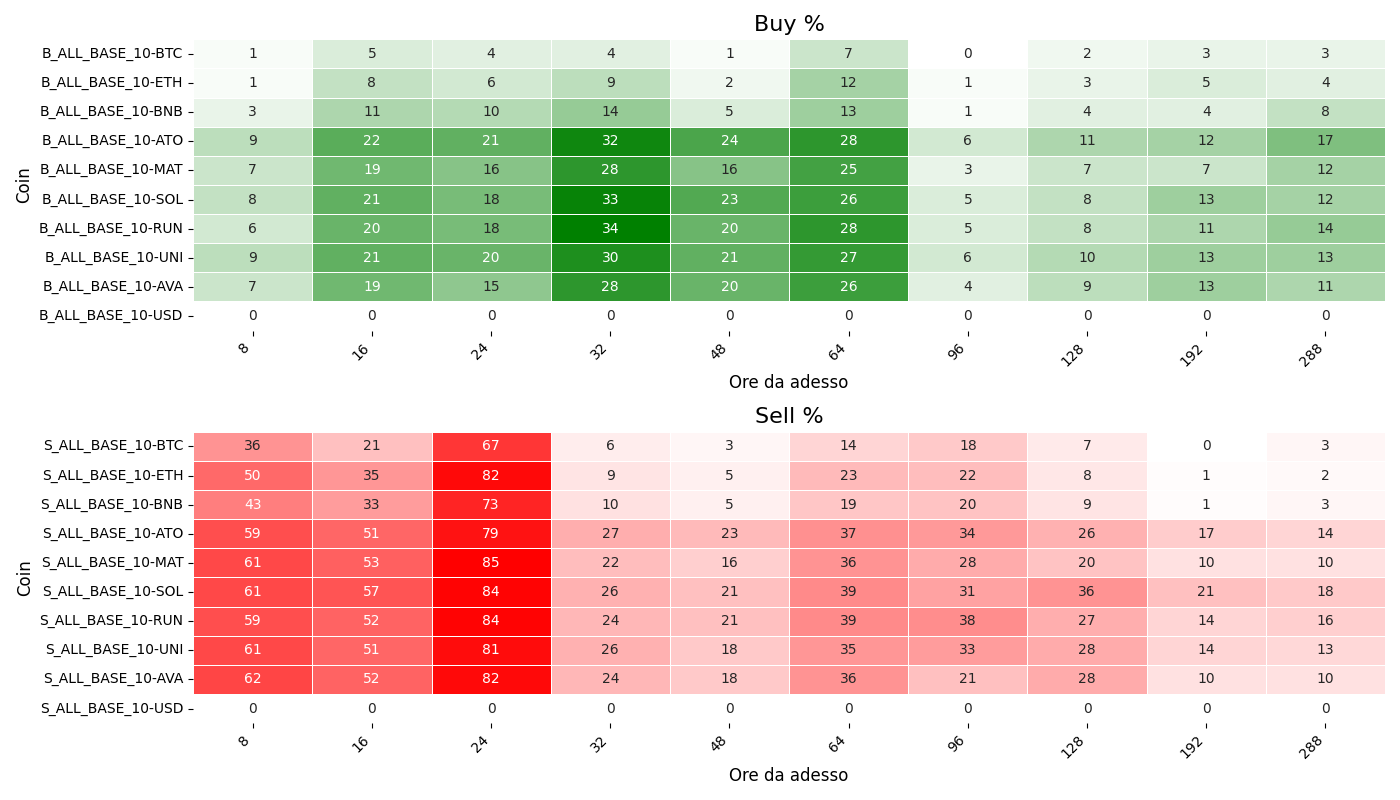 Buy %
Coin
B_ALL_BASE_10-BTC 1 5 4 4 1 7 0 2 3 3
B_ALL_BASE_10-ETH 1 8 6 9 2 12 1 3 5 4
B_ALL_BASE_10-BNB 3 11 10 14 5 13 1 4 4 8
B_ALL_BASE_10-ATO 9 22 21 32 24 28 6 11 12 17
B_ALL_BASE_10-MAT 7 19 16 28 16 25 3 7 7 12
B_ALL_BASE_10-SOL 8 21 18 33 23 26 5 8 13 12
B_ALL_BASE_10-RUN 6 20 18 34 20 28 5 8 11 14
B_ALL_BASE_10-UNI 9 21 20 30 21 27 6 10 13 13
B_ALL_BASE_10-AVA 7 19 15 28 20 26 4 9 13 11
B_ALL_BASE_10-USD 0 0 0 0 0 0 0 0 0 0
8 16 24 32 48 64 96 128 192 288
Ore da adesso
Sell %
Coin
S_ALL_BASE_10-BTC 36 21 67 6 3 14 18 7 0 3
S_ALL_BASE_10-ETH 50 35 82 9 5 23 22 8 1 2
S_ALL_BASE_10-BNB 43 33 73 10 5 19 20 9 1 3
S_ALL_BASE_10-ATO 59 51 79 27 23 37 34 26 17 14
S_ALL_BASE_10-MAT 61 53 85 22 16 36 28 20 10 10
S_ALL_BASE_10-SOL 61 57 84 26 21 39 31 36 21 18
S_ALL_BASE_10-RUN 59 52 84 24 21 39 38 27 14 16
S_ALL_BASE_10-UNI 61 51 81 26 18 35 33 28 14 13
S_ALL_BASE_10-AVA 62 52 82 24 18 36 21 28 10 10
S_ALL_BASE_10-USD 0 0 0 0 0 0 0 0 0 0
8 16 24 32 48 64 96 128 192 288
Ore da adesso